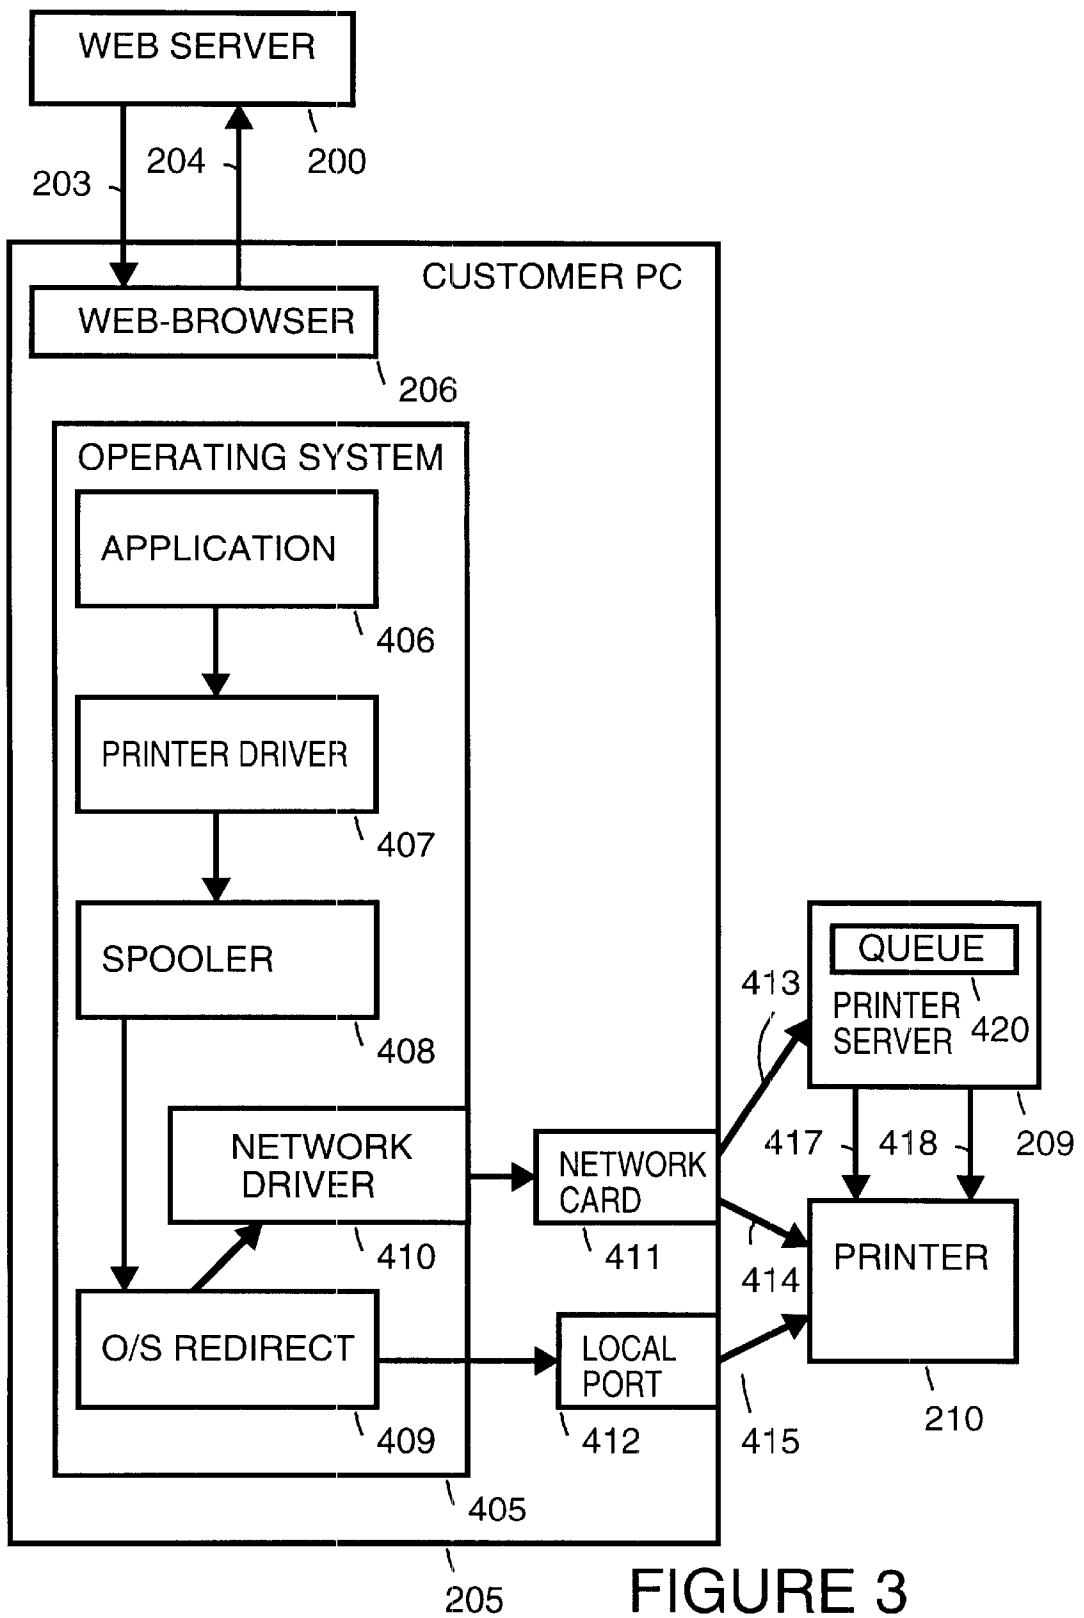 WEB SERVER
200
203
204
CUSTOMER PC
WEB-BROWSER
206
OPERATING SYSTEM
APPLICATION
406
PRINTER DRIVER
407
SPOOLER
408
NETWORK
DRIVER
410
O/S REDIRECT
409
405
205
NETWORK
CARD
411
LOCAL
PORT
412
413
414
415
QUEUE
420
PRINTER
SERVER
209
417
418
PRINTER
210
FIGURE 3